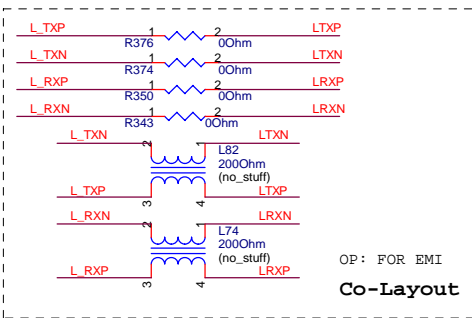 L_TXP 1 2 LTXP
R376 0Ohm
L_TXN 1 2 LTXN
R374 0Ohm
L_RXP 1 2 LRXP
R350 0Ohm
L_RXN 1 2 LRXN
R343 0Ohm
L_TXN 2 1 LTXN
L82
200Ohm
(no_stuff)
L_TXP 3 4 LTXP
L_RXN 2 1 LRXN
L74
200Ohm
(no_stuff)
L_RXP 3 4 LRXP
OP: FOR EMI
Co-Layout